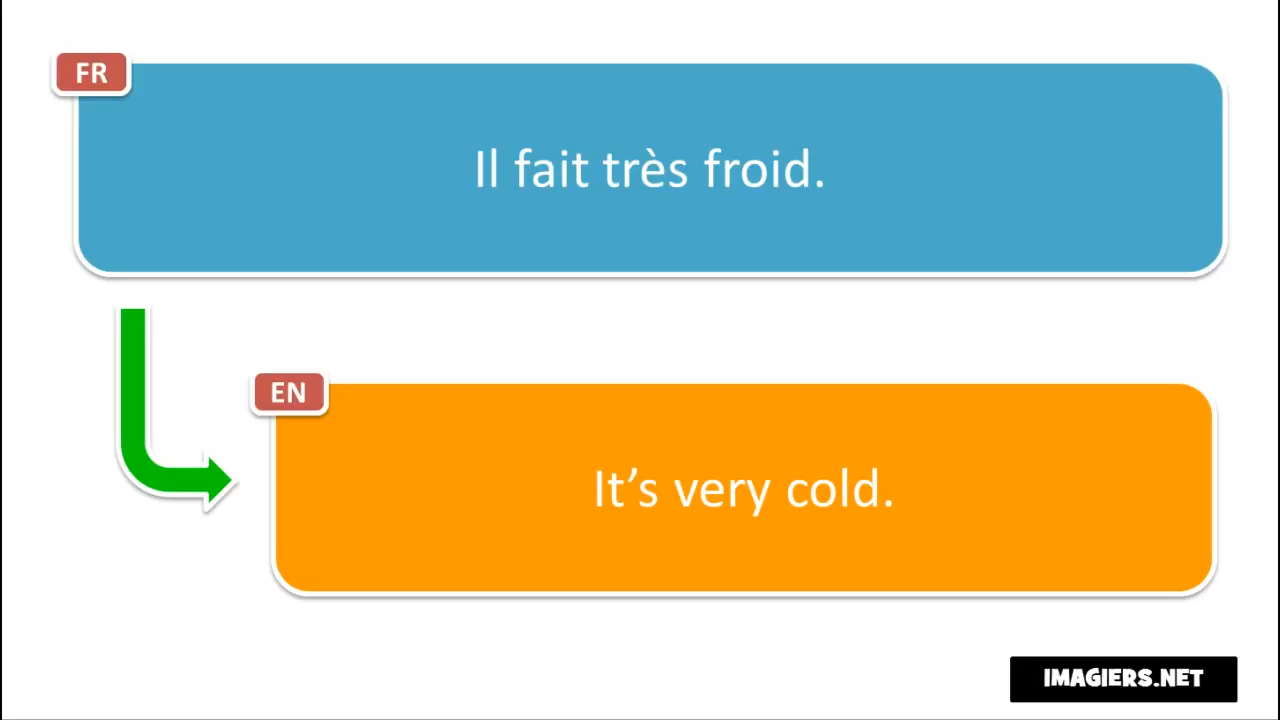 FR
Il fait très froid.
EN
It’s very cold.
IMAGIERS.NET